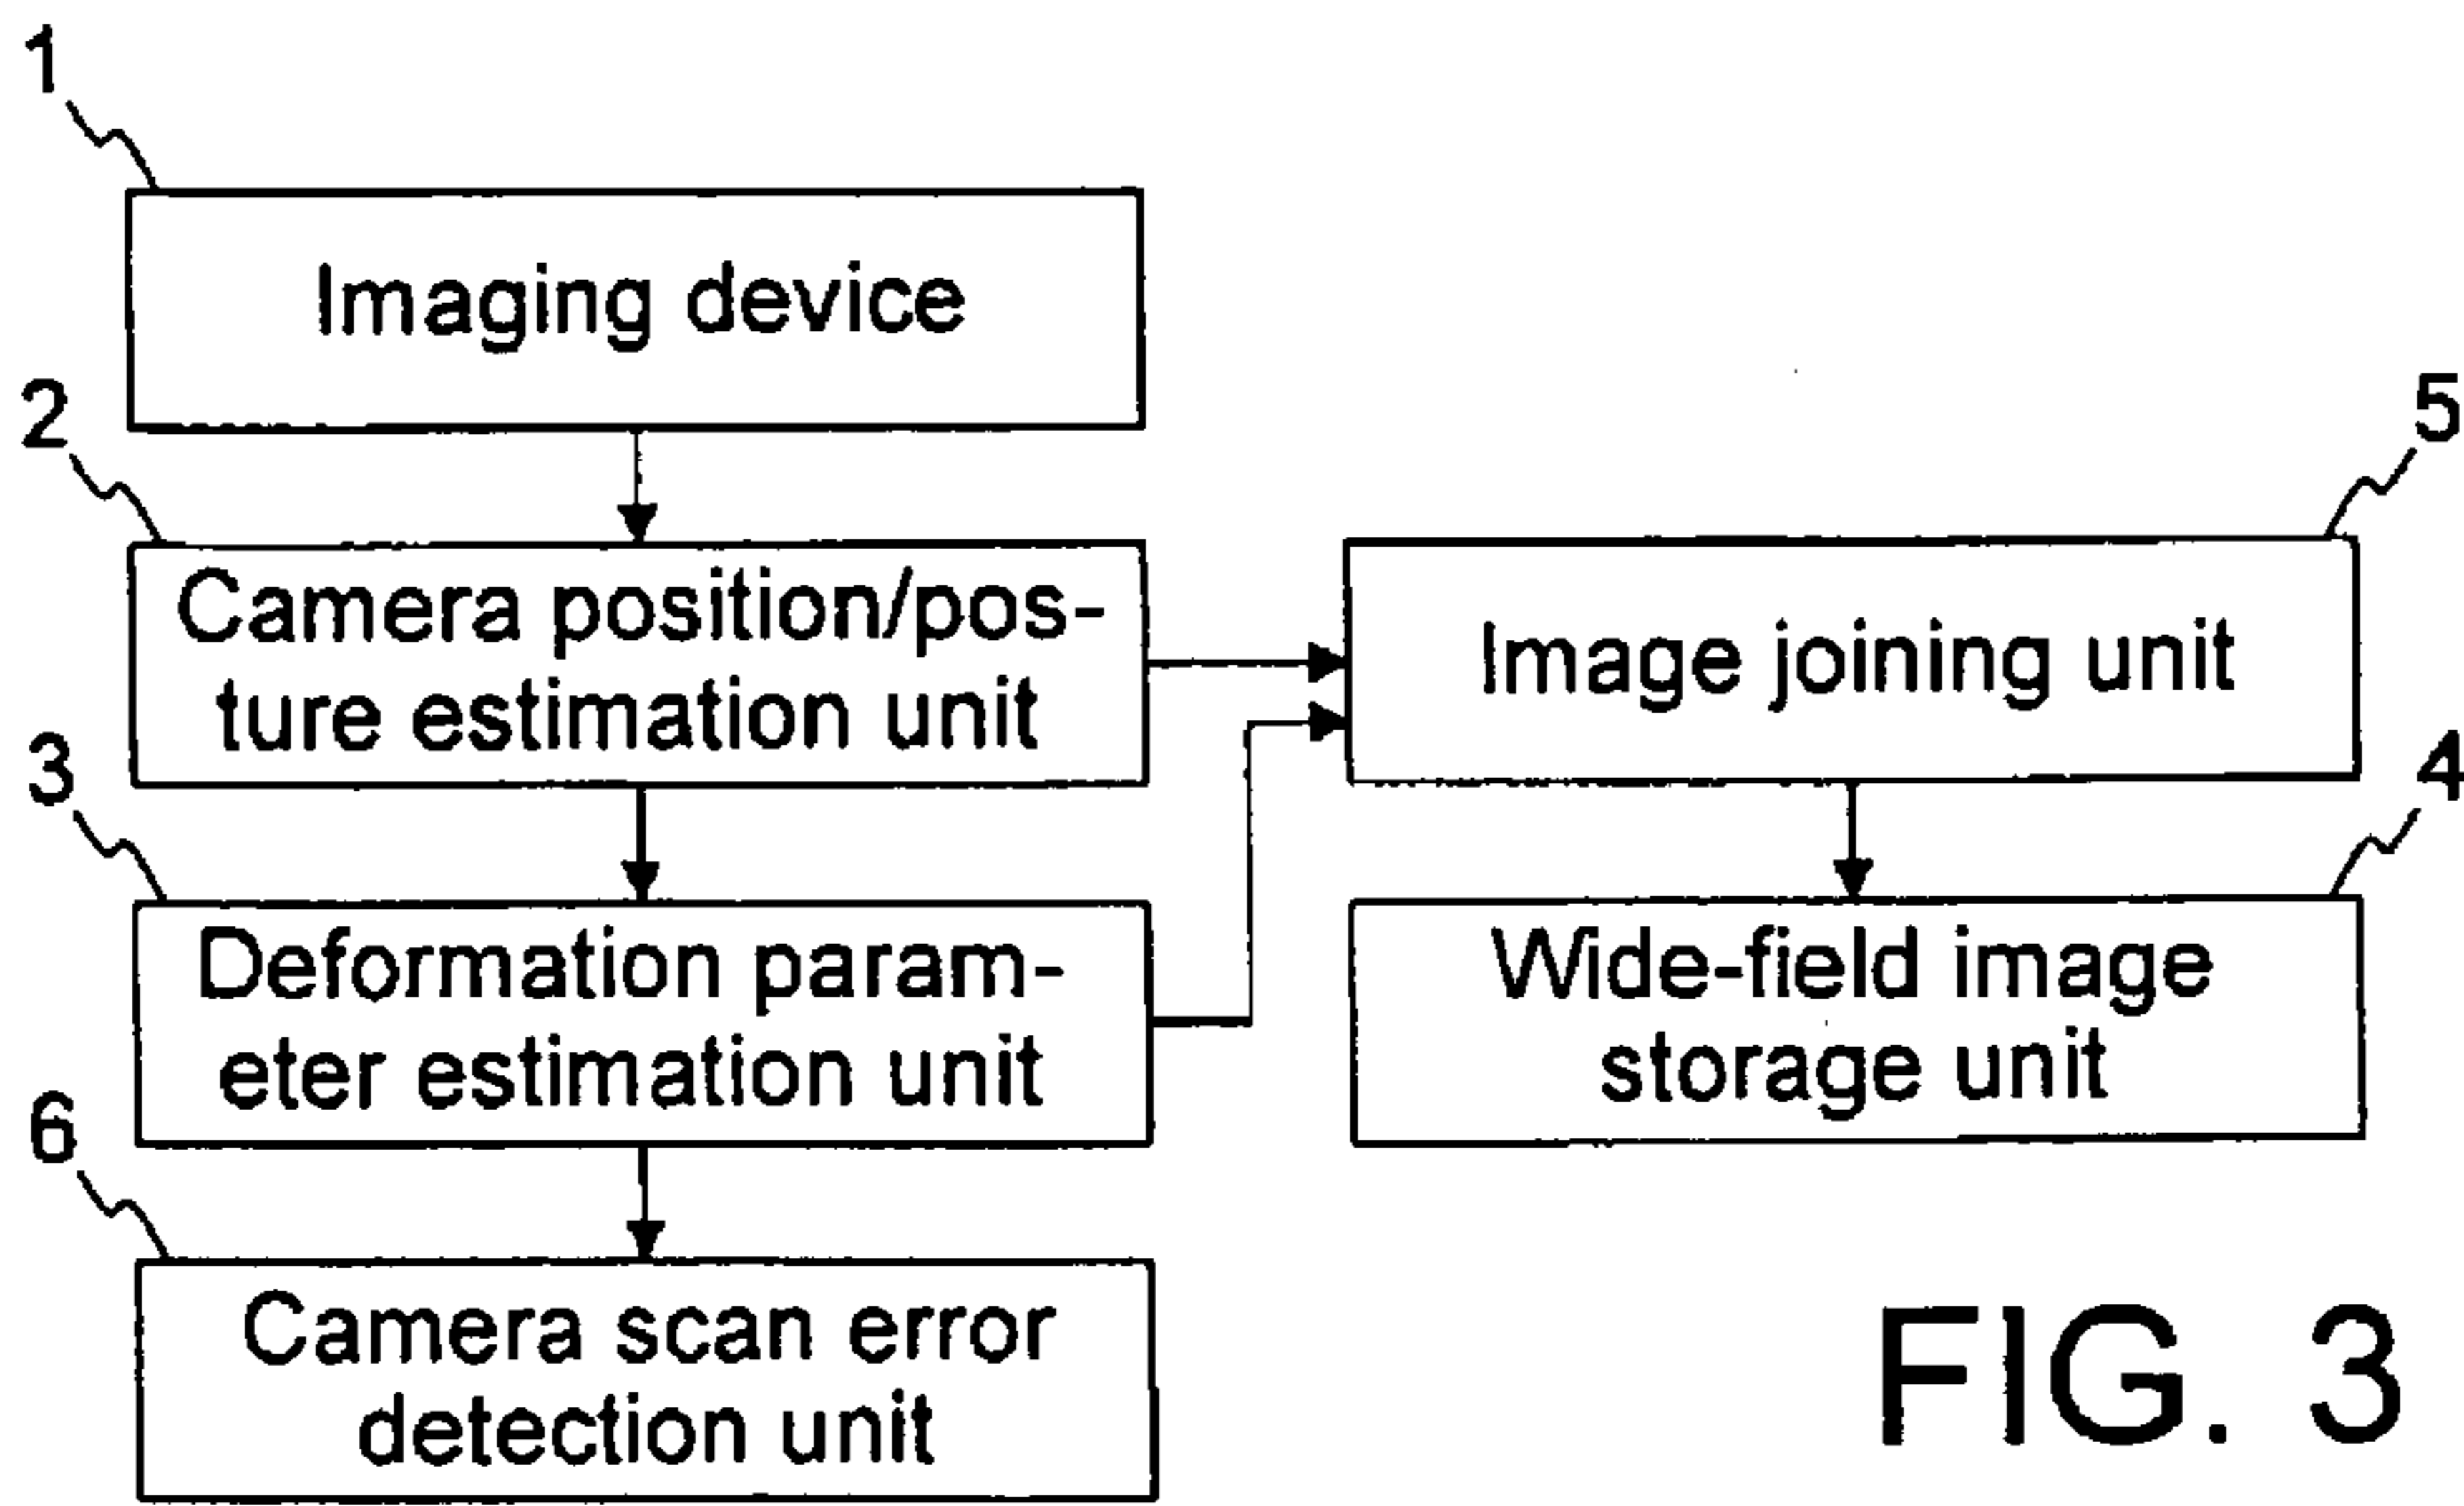 1
Imaging device
2
Camera position/pos-
ture estimation unit
5
Image joining unit
3
Deformation param-
eter estimation unit
4
Wide-field image
storage unit
6
Camera scan error
detection unit
FIG. 3